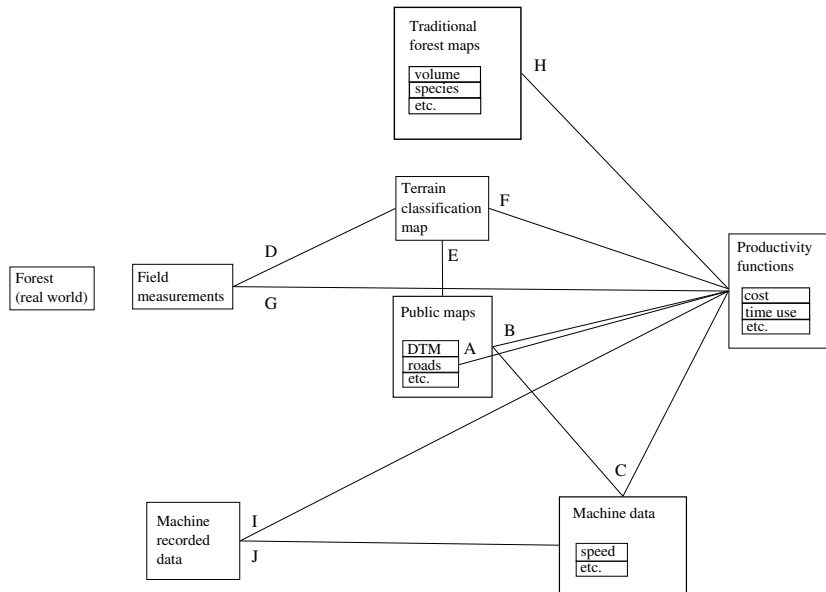 Traditional
forest maps
volume
species
etc.
H
Terrain
classification
map
F
D
E
Productivity
functions
cost
time use
etc.
Forest
(real world)
Field
measurements
G
Public maps
DTM
roads
etc.
A
B
C
Machine
recorded
data
I
J
Machine data
speed
etc.